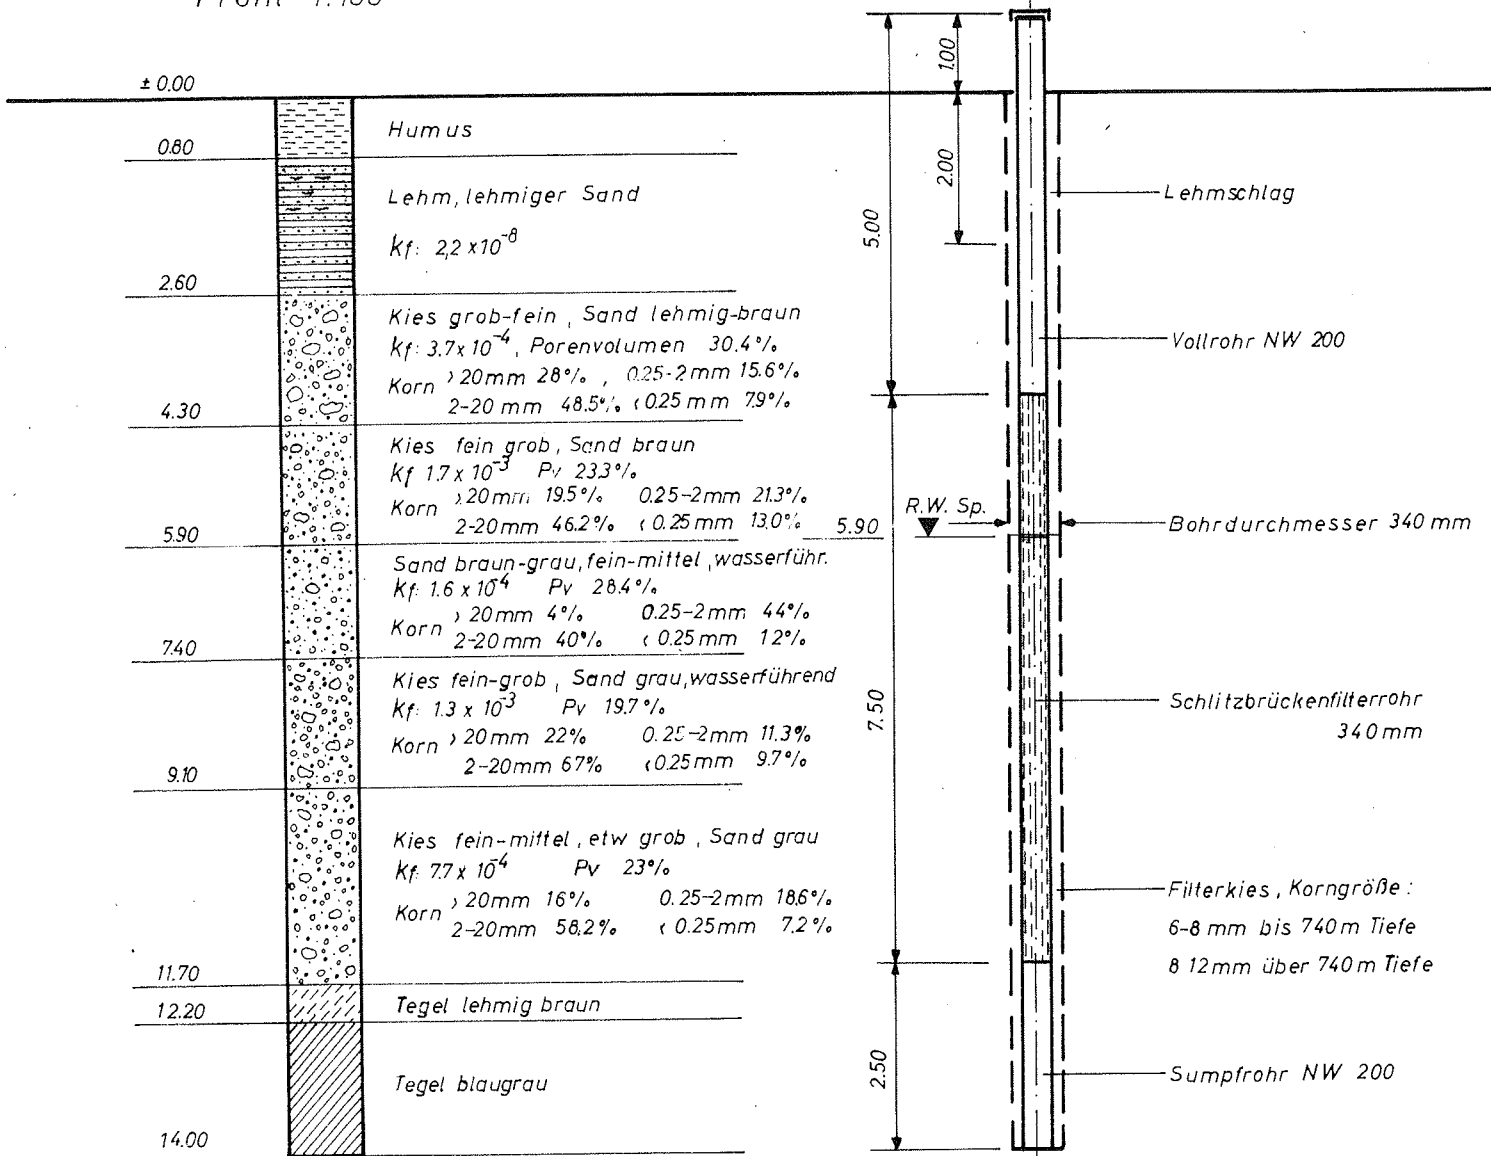 Profil 1:100
± 0.00
Humus
0.80
Lehm, lehmiger Sand
kf: 2,2 x 10⁻⁸
2.60
Kies grob-fein, Sand lehmig-braun
kf: 3.7 x 10⁻⁴, Porenvolumen 30.4%
Korn >20mm 28%, 0.25-2mm 15.6%
2-20 mm 48.5% <0.25 mm 7.9%
4.30
Kies fein grob, Sand braun
Kf 1.7 x 10⁻³ Pv 23.3%
Korn >20mm 19.5% 0.25-2mm 21.3%
2-20mm 46.2% <0.25mm 13.0%
5.90
Sand braun-grau, fein-mittel, wasserführ.
Kf: 1.6 x 10⁻⁴ Pv 28.4%
Korn >20mm 4% 0.25-2mm 44%
2-20mm 40% <0.25mm 12%
7.40
Kies fein-grob, Sand grau, wasserführend
Kf: 1.3 x 10⁻³ Pv 19.7%
Korn >20mm 22% 0.25-2mm 11.3%
2-20mm 67% <0.25mm 9.7%
9.10
Kies fein-mittel, etw grob, Sand grau
Kf: 7.7 x 10⁻⁴ Pv 23%
Korn >20mm 16% 0.25-2mm 18.6%
2-20mm 58,2% <0.25mm 7.2%
11.70
Tegel lehmig braun
12.20
Tegel blaugrau
14.00
1.00
2.00
5.00
Lehmschlag
Vollrohr NW 200
R.W. Sp.
5.90
Bohrdurchmesser 340 mm
7.50
Schlitzbrückenfilterrohr
340 mm
Filterkies, Korngröße:
6-8 mm bis 740 m Tiefe
8 12mm über 740 m Tiefe
2.50
Sumpfrohr NW 200